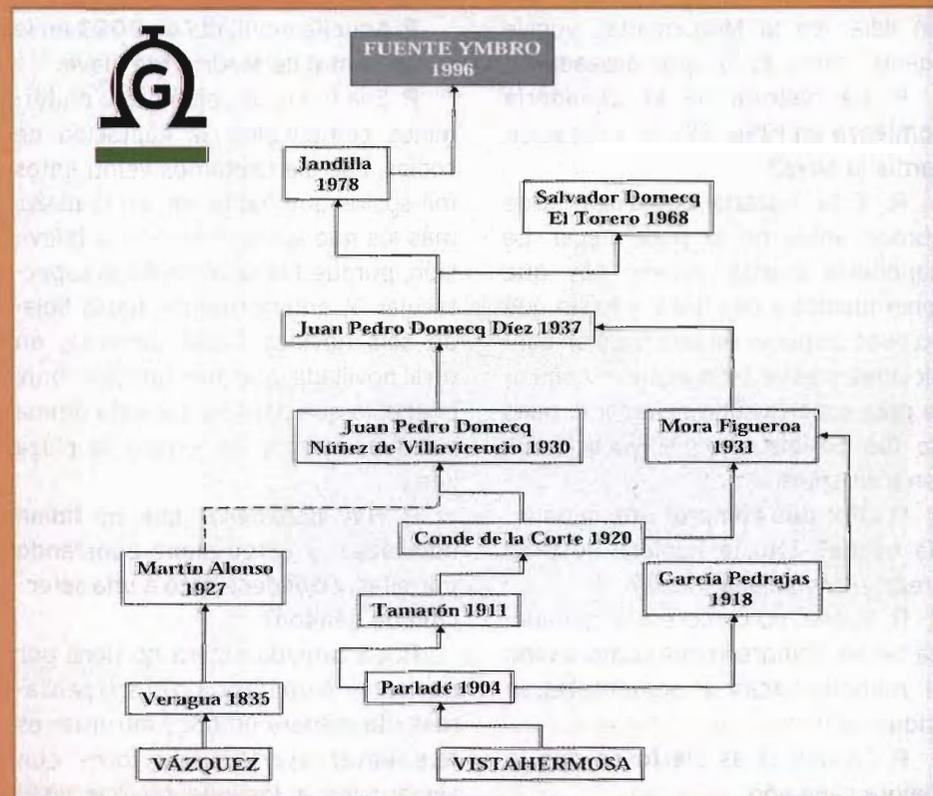 G
FUENTE YMBRO
1996
Jandilla
1978
Salvador Domecq
El Torero 1968
Juan Pedro Domecq Díez 1937
Juan Pedro Domecq
Núñez de Villavicencio 1930
Mora Figueroa
1931
Conde de la Corte 1920
Martín Alonso
1927
García Pedrajas
1918
Tamarón 1911
Parladé 1904
Veragua 1835
VÁZQUEZ
VISTAHERMOSA